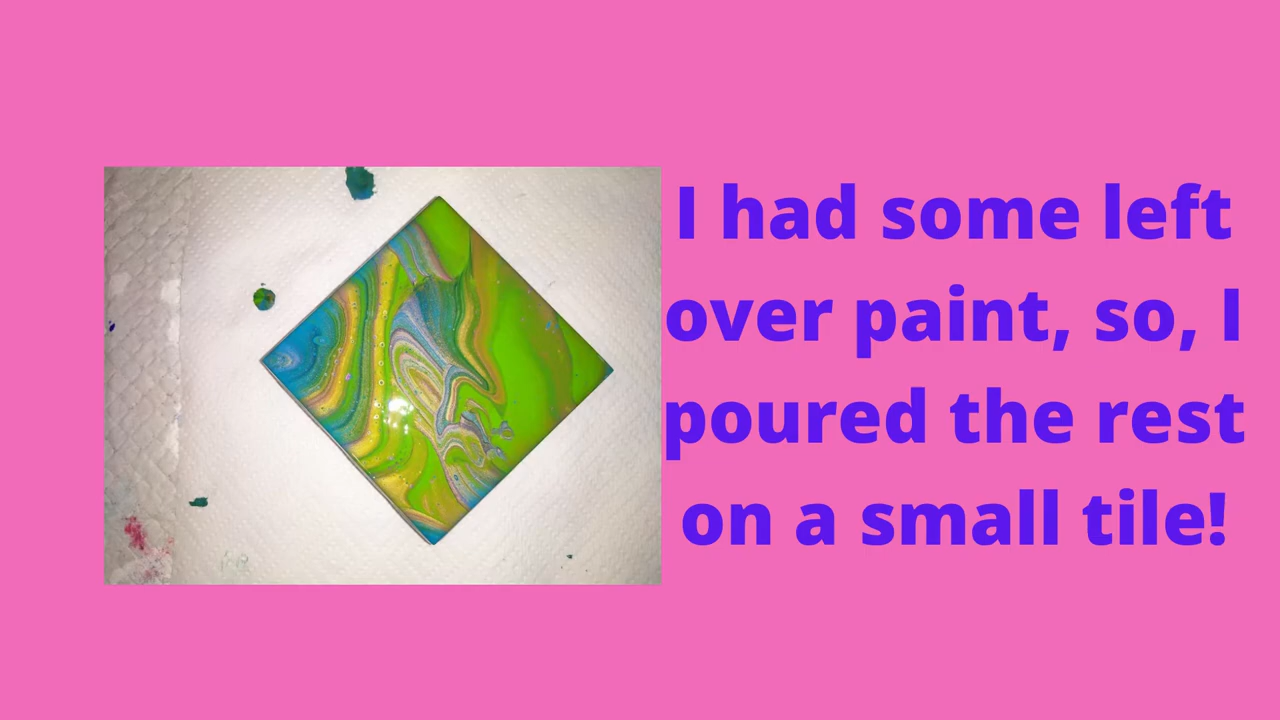 I had some left
over paint, so, I
poured the rest
on a small tile!